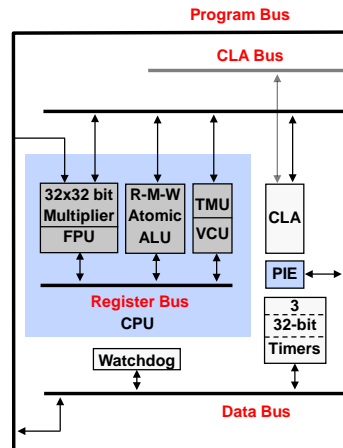 Program Bus
CLA Bus
32x32 bit
Multiplier
FPU
R-M-W
Atomic
ALU
TMU
VCU
CLA
PIE
Register Bus
CPU
3
32-bit
Timers
Watchdog
Data Bus